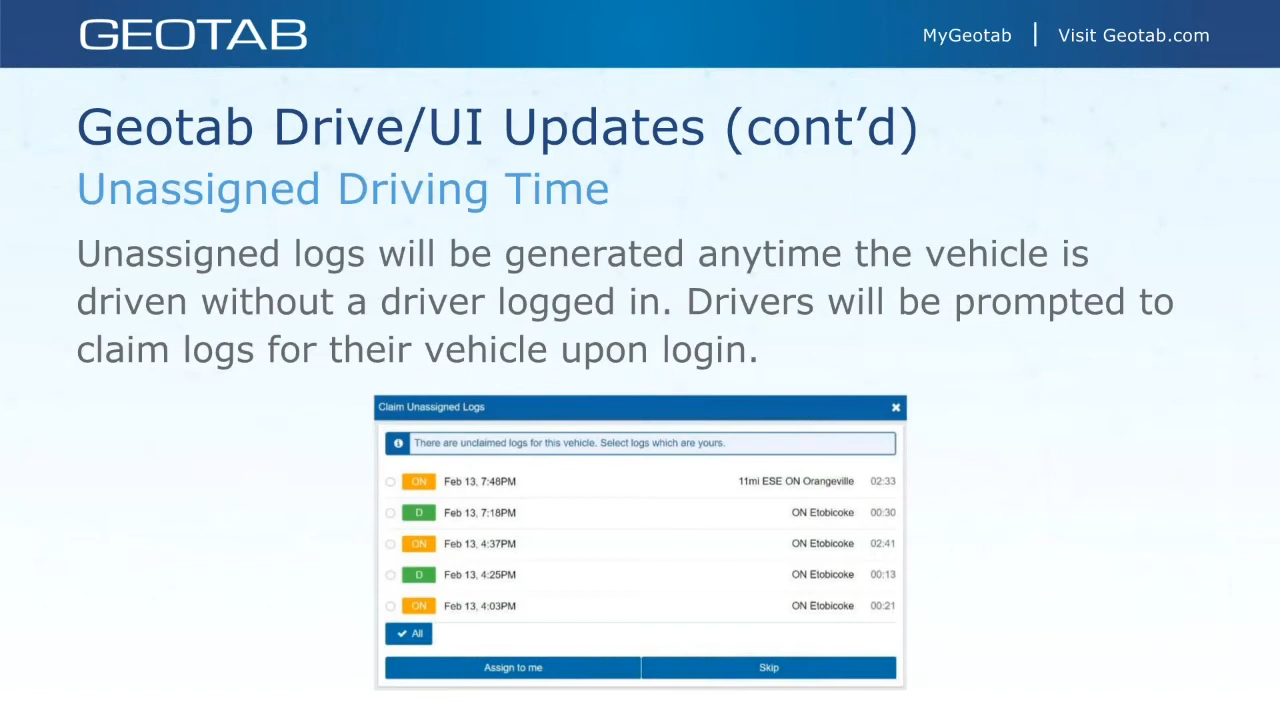 GEOTAB
MyGeotab | Visit Geotab.com
Geotab Drive/UI Updates (cont’d)
Unassigned Driving Time
Unassigned logs will be generated anytime the vehicle is
driven without a driver logged in. Drivers will be prompted to
claim logs for their vehicle upon login.
Claim Unassigned Logs
There are unclaimed logs for this vehicle. Select logs which are yours.
ON Feb 13, 7:48PM 11mi ESE ON Orangeville 02:33
D Feb 13, 7:18PM ON Etobicoke 00:30
ON Feb 13, 4:37PM ON Etobicoke 02:41
D Feb 13, 4:25PM ON Etobicoke 00:13
ON Feb 13, 4:03PM ON Etobicoke 00:21
All
Assign to me Skip